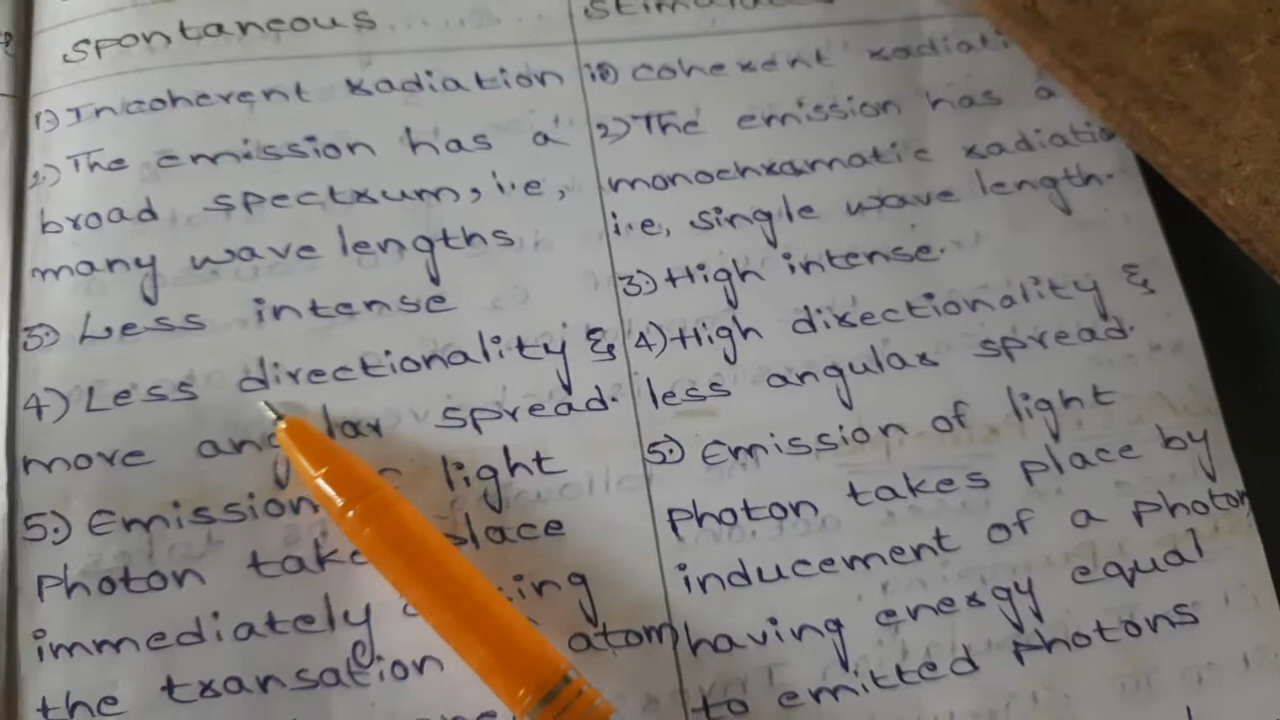 Spontaneous
1) Incoherent radiation
2) The emission has a
broad spectrum, i.e,
many wave lengths.
3) Less intense
4) Less directionality &
more spread.
5) Emission light
Photon place
immediately
the transation atom
coherent
2) The emission has a
monochramatic radiatio
i.e, single wave length.
3) High intense.
4) High directionality &
less angular spread.
5) Emission of light
photon takes place by
inducement of a photon
having energy equal
to emitted photons